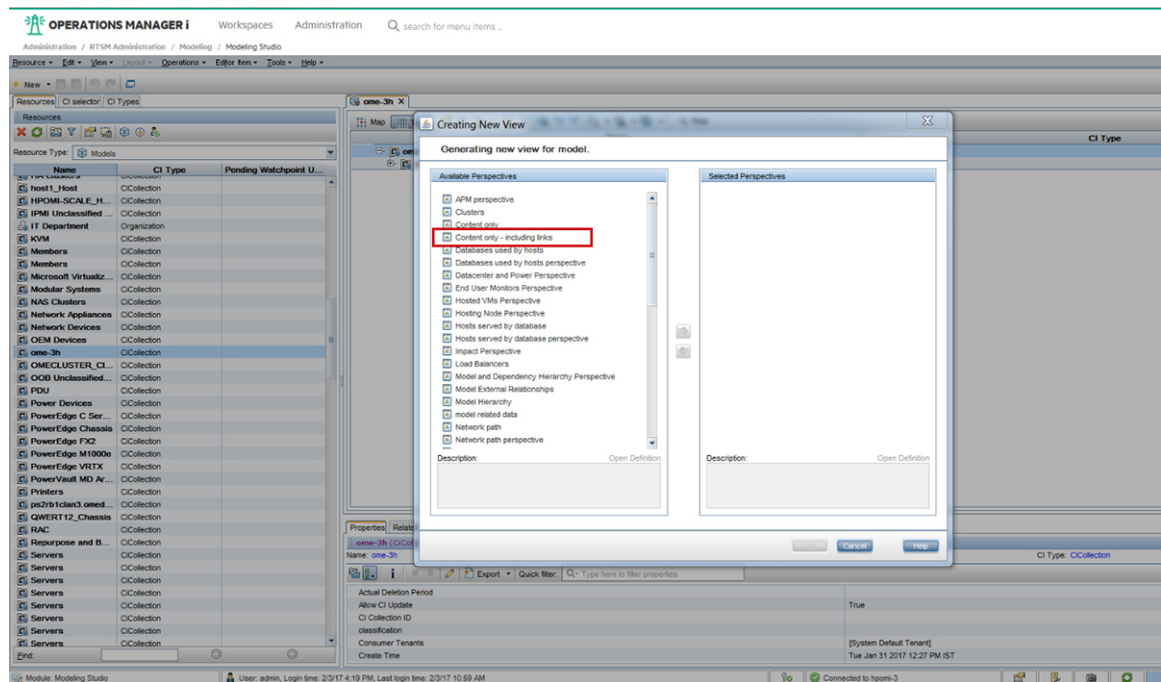 OPERATIONS MANAGER i Workspaces Administration search for menu items ..
Administration / RTSM Administration / Modeling / Modeling Studio
Resource Edit View Layout Operations Editor Item Tools Help
New
Resources CI selector CI Types
ome-3h X
Resources
Map
Resource Type: Models
CI Type
Name CI Type Pending Watchpoint U...
HA Clusters CiCollection
host1_Host CiCollection
HPOMI-SCALE_H... CiCollection
IPMI Unclassified ... CiCollection
IT Department Organization
KVM CiCollection
Members CiCollection
Members CiCollection
Microsoft Virtualiz... CiCollection
Modular Systems CiCollection
NAS Clusters CiCollection
Network Appliances CiCollection
Network Devices CiCollection
OEM Devices CiCollection
ome-3h CiCollection
OMECLUSTER_CI... CiCollection
OOB Unclassified... CiCollection
PDU CiCollection
Power Devices CiCollection
PowerEdge C Ser... CiCollection
PowerEdge Chassis CiCollection
PowerEdge FX2 CiCollection
PowerEdge M1000e CiCollection
PowerEdge VRTX CiCollection
PowerVault MD Ar... CiCollection
Printers CiCollection
ps2rb1clan3.omed... CiCollection
QWERT12_Chassis CiCollection
RAC CiCollection
Repurpose and B... CiCollection
Servers CiCollection
Servers CiCollection
Servers CiCollection
Servers CiCollection
Servers CiCollection
Servers CiCollection
Servers CiCollection
Servers CiCollection
Find:
Creating New View
Generating new view for model.
Available Perspectives
APM perspective
Clusters
Content only
Content only - including links
Databases used by hosts
Databases used by hosts perspective
Datacenter and Power Perspective
End User Monitors Perspective
Hosted VMs Perspective
Hosting Node Perspective
Hosts served by database
Hosts served by database perspective
Impact Perspective
Load Balancers
Model and Dependency Hierarchy Perspective
Model External Relationships
Model Hierarchy
model related data
Network path
Network path perspective
Description: Open Definition
Selected Perspectives
Description: Open Definition
Cancel Help
Properties Relate
ome-3h (CiCol
Name: ome-3h CI Type: CiCollection
Export Quick filter: Type here to filter properties
Actual Deletion Period
Allow CI Update True
CI Collection ID
classification
Consumer Tenants [System Default Tenant]
Create Time Tue Jan 31 2017 12:27 PM IST
Module: Modeling Studio User: admin, Login time: 2/3/17 4:19 PM, Last login time: 2/3/17 10:59 AM Connected to hpomi-3